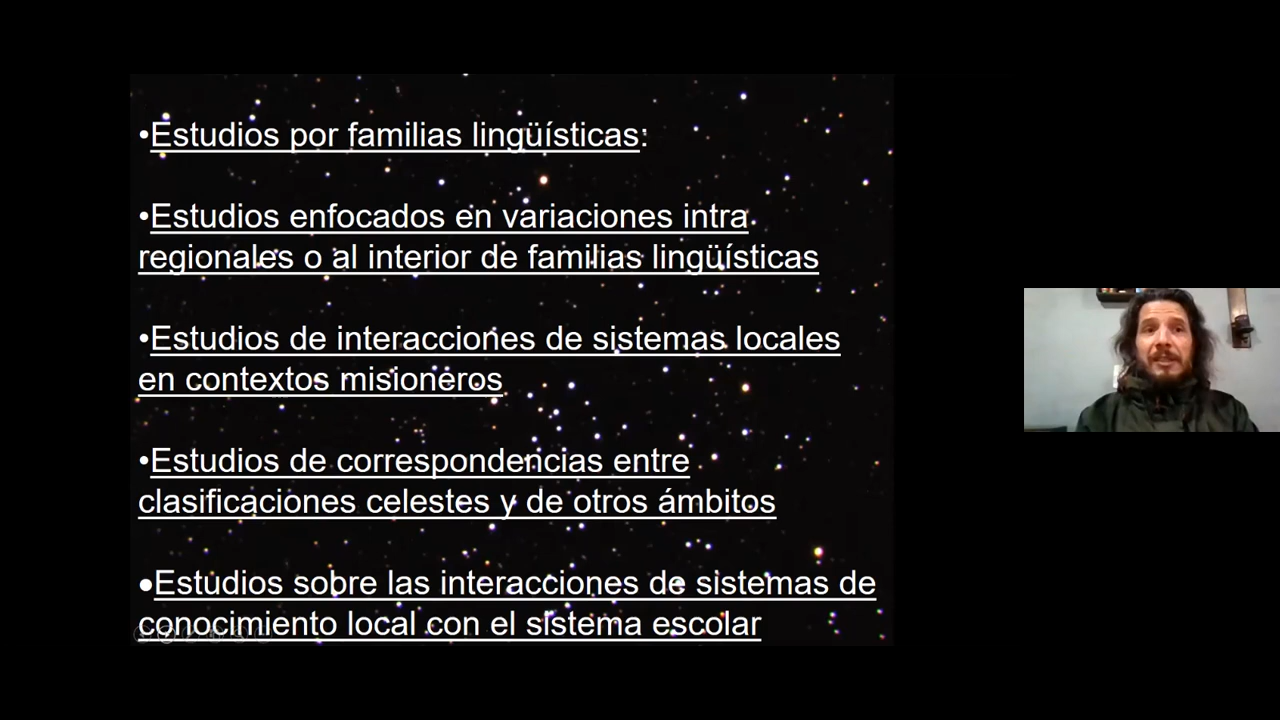 •Estudios por familias lingüísticas:
•Estudios enfocados en variaciones intra
regionales o al interior de familias lingüísticas
•Estudios de interacciones de sistemas locales
en contextos misioneros
•Estudios de correspondencias entre
clasificaciones celestes y de otros ámbitos
●Estudios sobre las interacciones de sistemas de
conocimiento local con el sistema escolar